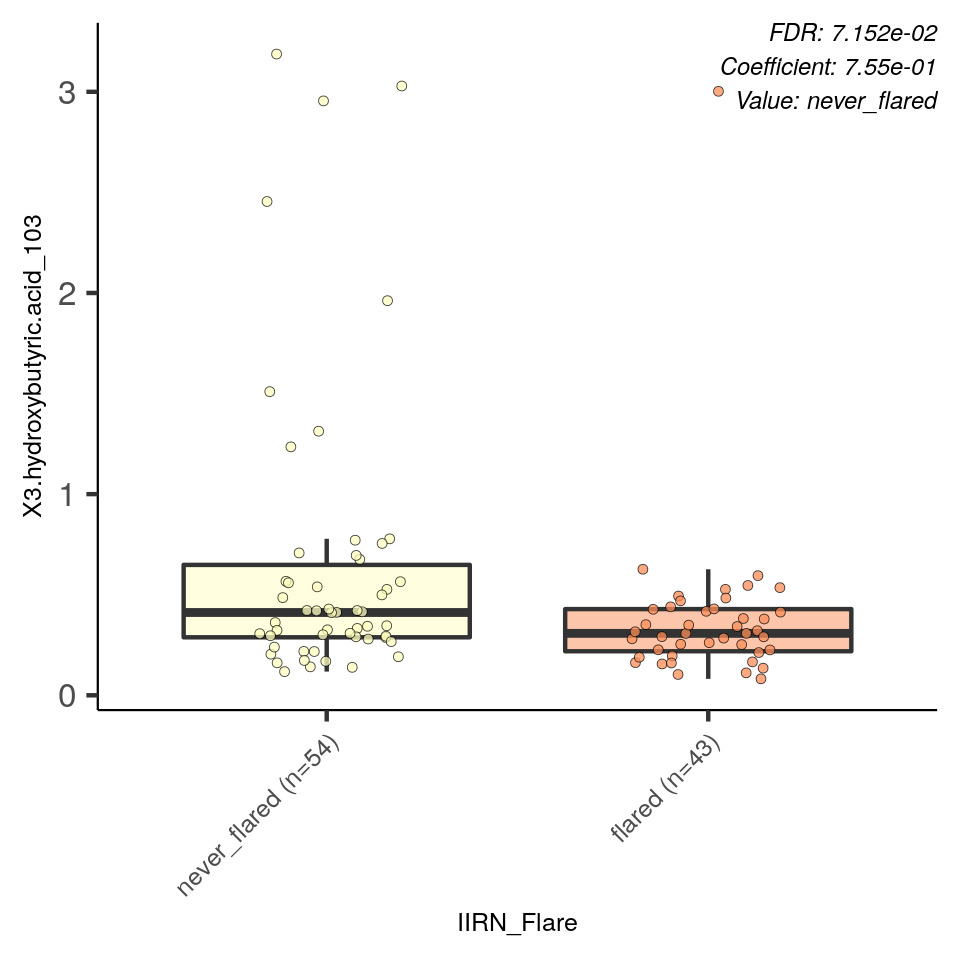 FDR: 7.152e-02
Coefficient: 7.55e-01
Value: never_flared
X3.hydroxybutyric.acid_103
3
2
1
0
never_flared (n=54)
flared (n=43)
IIRN_Flare